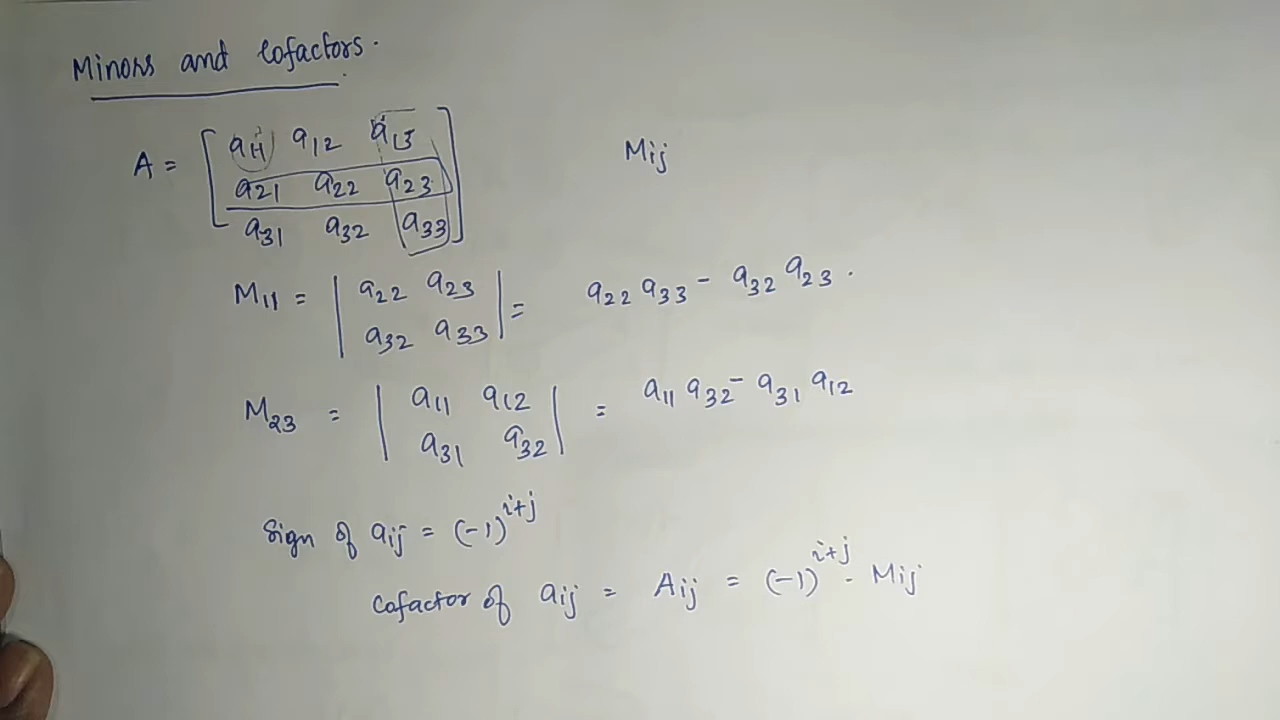 Minors and cofactors.
A = [ a11 a12 a13
a21 a22 a23
a31 a32 a33 ]
Mij
M11 = | a22 a23
a32 a33 | = a22 a33 - a32 a23.
M23 = | a11 a12
a31 a32 | = a11 a32 - a31 a12
Sign of aij = (-1)^i+j
Cofactor of aij = Aij = (-1)^i+j . Mij